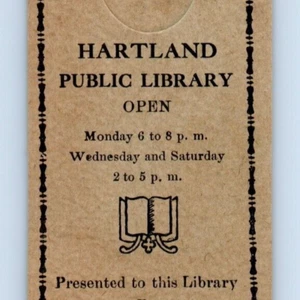 HARTLAND
PUBLIC LIBRARY
OPEN
Monday 6 to 8 p. m.
Wednesday and Saturday
2 to 5 p. m.
Presented to this Library